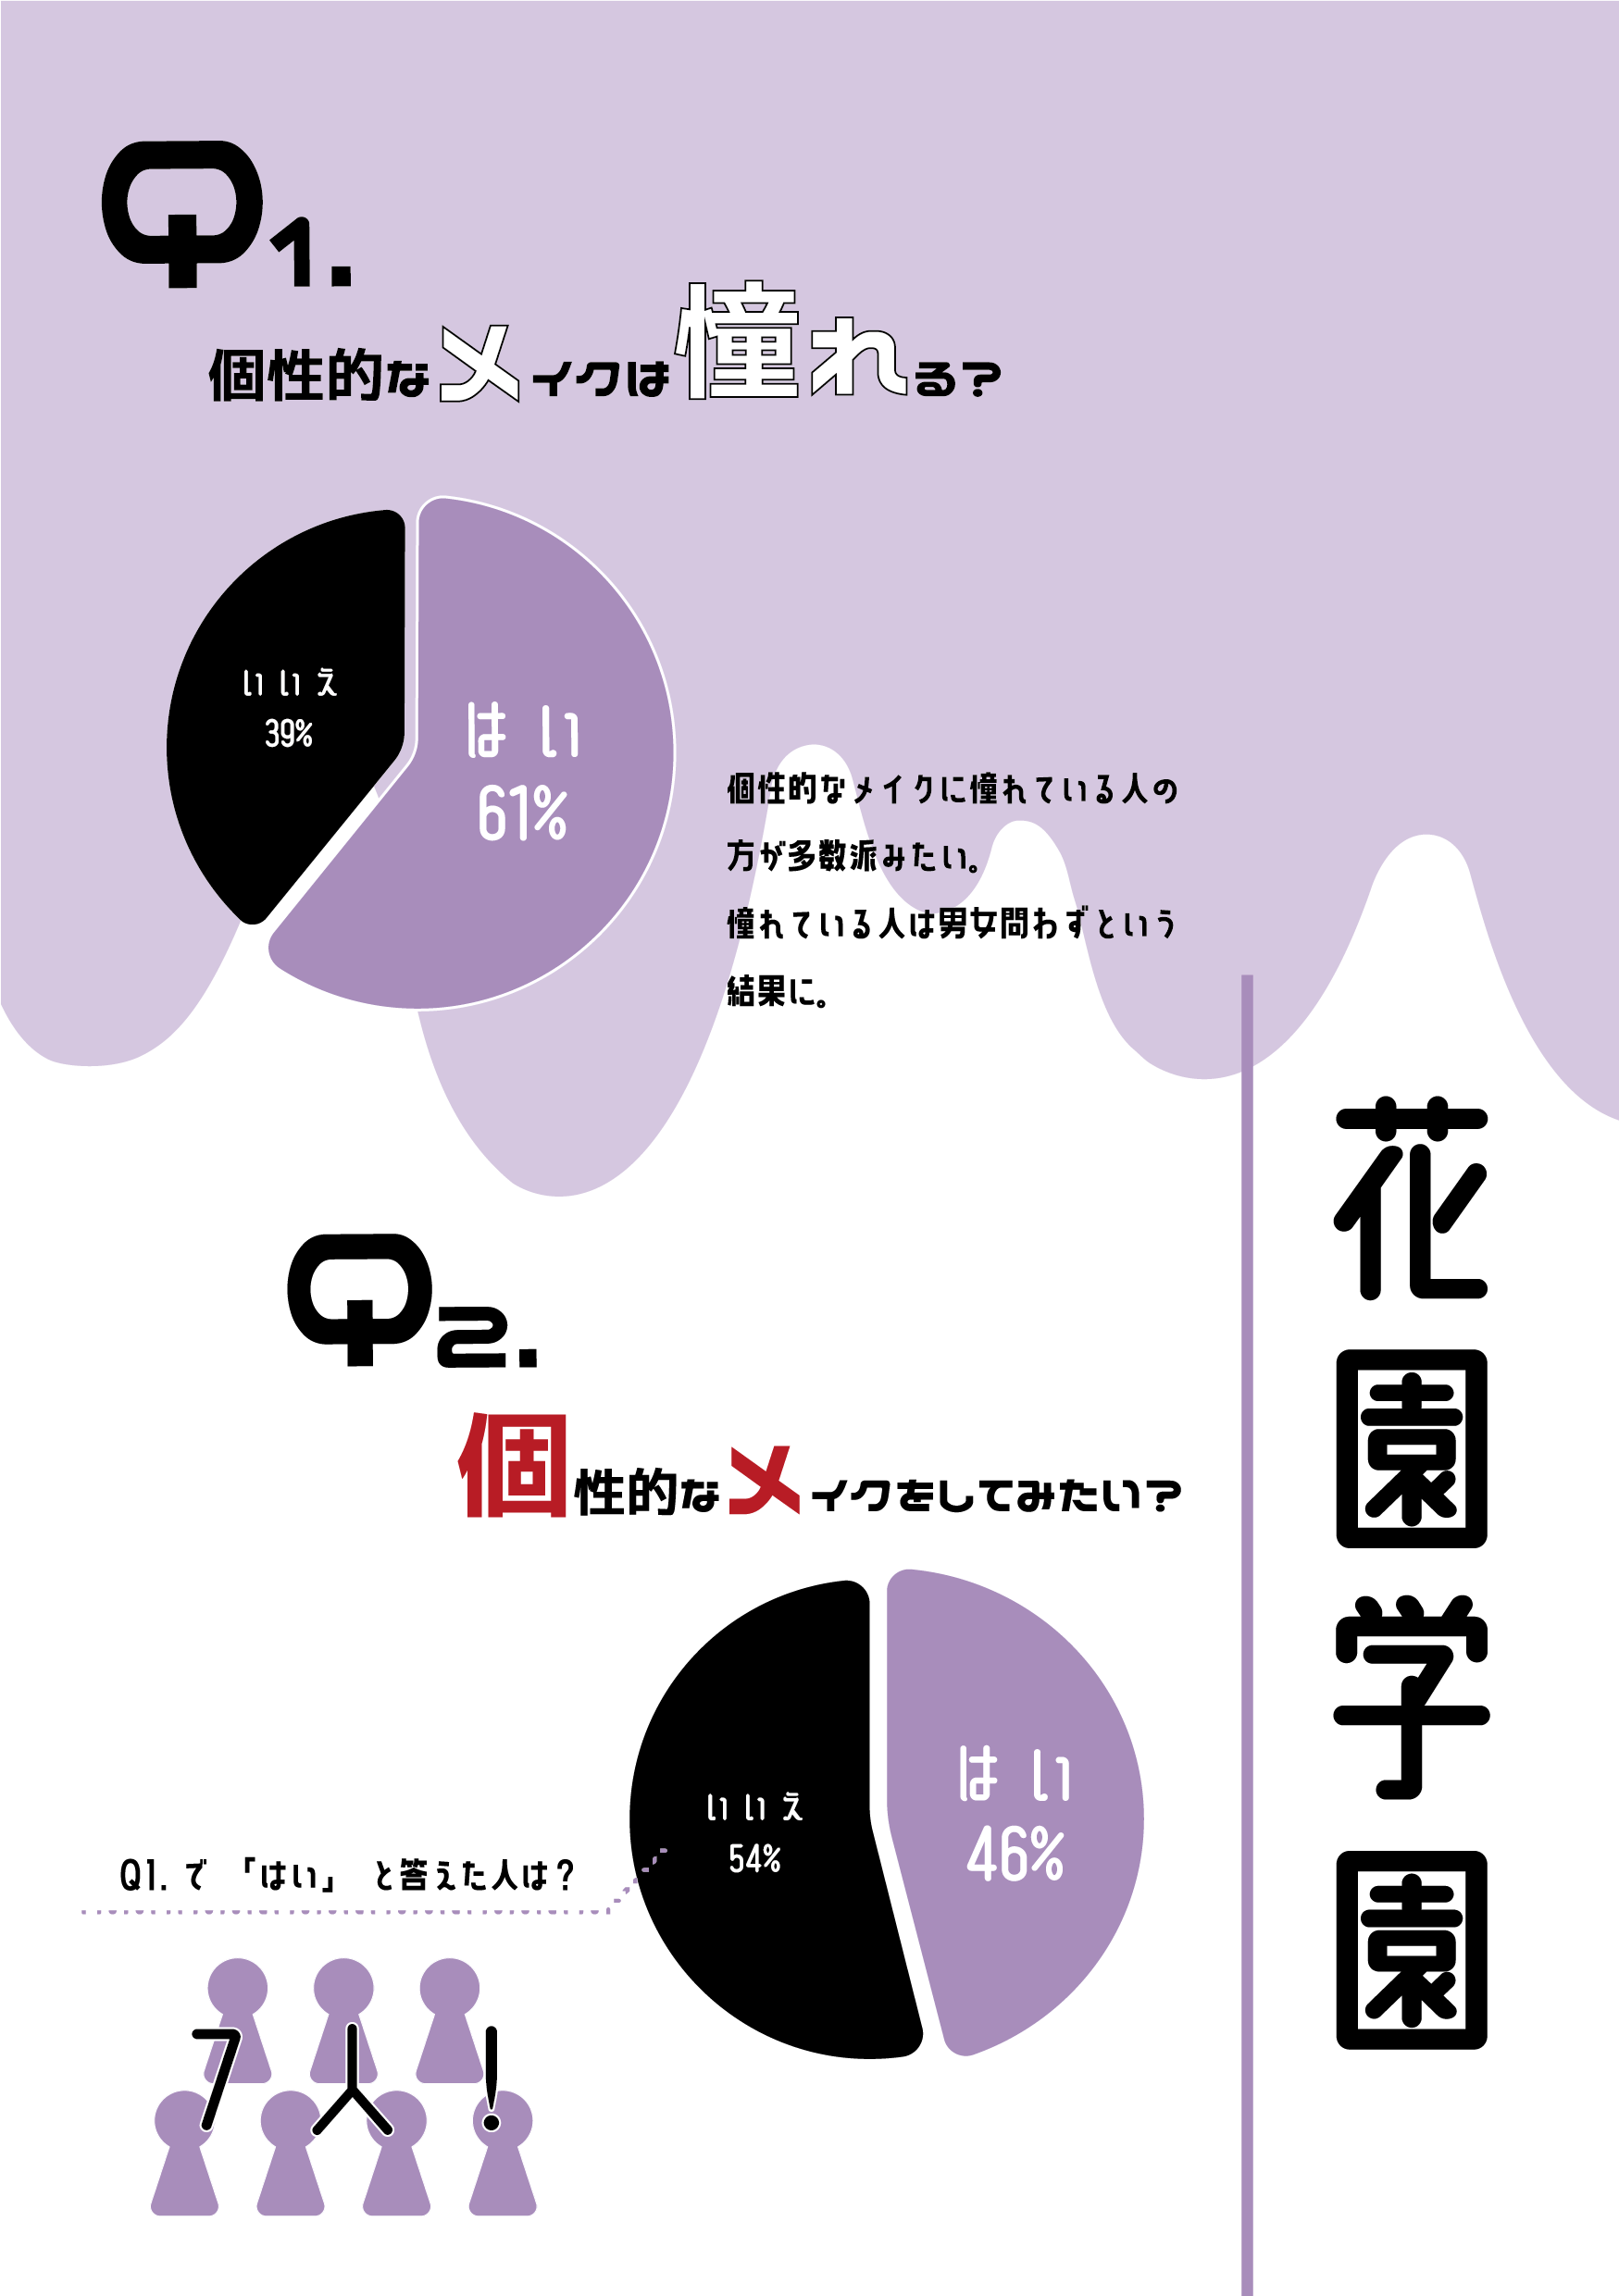 Q1.
個性的なメイクは憧れる?
いいえ
39%
はい
61%
個性的なメイクに憧れている人の
方が多数派みたい。
憧れている人は男女問わずという
結果に。
Q2.
個性的なメイクをしてみたい?
いいえ
54%
はい
46%
Q1. で「はい」と答えた人は?
7人!
花園学園